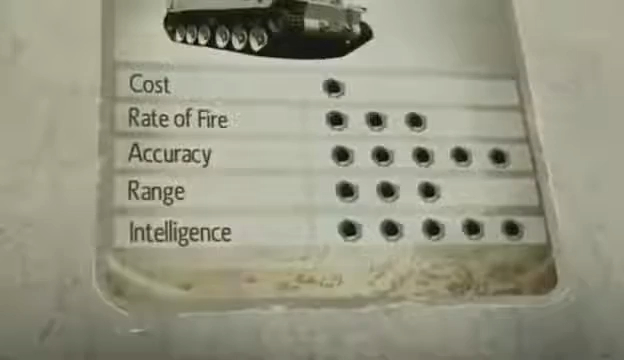 Cost
Rate of Fire
Accuracy
Range
Intelligence